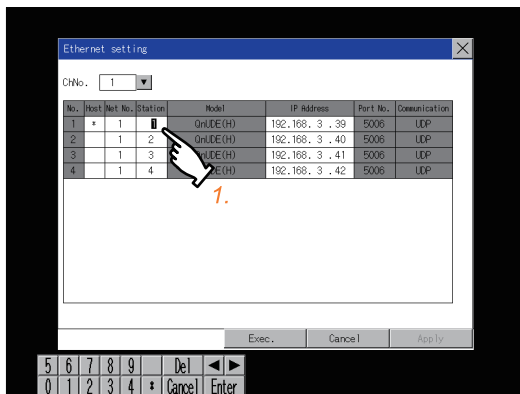 Ethernet setting
ChNo. 1
No. Host Net No. Station Model IP Address Port No. Communication
1 * 1 1 QnUDE(H) 192.168. 3 .39 5006 UDP
2 1 2 QnUDE(H) 192.168. 3 .40 5006 UDP
3 1 3 QnUDE(H) 192.168. 3 .41 5006 UDP
4 1 4 192.168. 3 .42 5006 UDP
1.
Exec. Cancel Apply
5 6 7 8 9 Del ◄ ►
0 1 2 3 4 * Cancel Enter